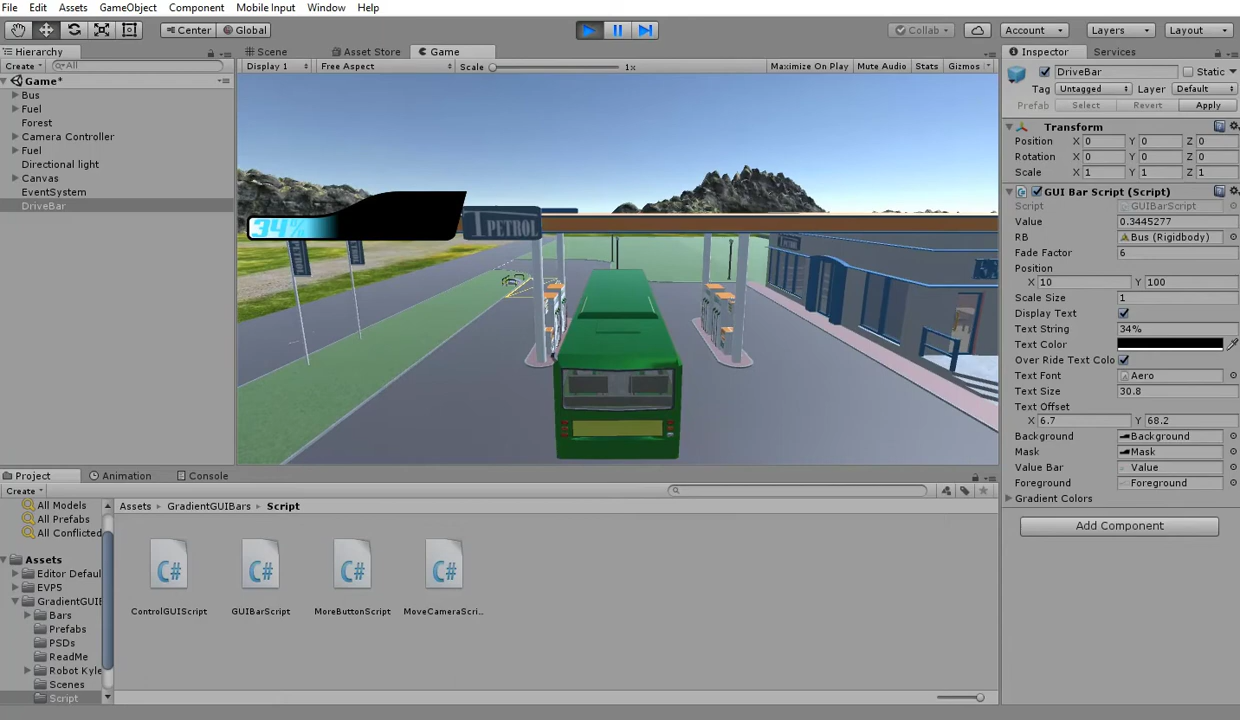 File Edit Assets GameObject Component Mobile Input Window Help
Center Global Collab Account Layers Layout
Hierarchy Scene Asset Store Game Inspector Services
Create All Display 1 Free Aspect Scale 1x Maximize On Play Mute Audio Stats Gizmos
DriveBar Static
Tag Untagged Layer Default
Prefab Select Revert Apply
Game*
Bus
Fuel
Forest
Camera Controller
Fuel
Directional light
Canvas
EventSystem
DriveBar
34%
PETROL
PETROL
PETROL
PETROL
Transform
Position X 0 Y 0 Z 0
Rotation X 0 Y 0 Z 0
Scale X 1 Y 1 Z 1
GUI Bar Script (Script)
Script GUIBarScript
Value 0.3445277
RB Bus (Rigidbody)
Fade Factor 6
Position
X 10 Y 100
Scale Size 1
Display Text
Text String 34%
Text Color
Over Ride Text Colo
Text Font Aero
Text Size 30.8
Text Offset
X 6.7 Y 68.2
Background Background
Mask Mask
Value Bar Value
Foreground Foreground
Gradient Colors
Add Component
Project Animation Console
Create
All Models
All Prefabs
All Conflicted
Assets
Editor Defau
EVP5
GradientGUIB
Bars
Prefabs
PSDs
ReadMe
Robot Kyle
Scenes
Script
Assets GradientGUIBars Script
C# C# C# C#
ControlGUIScript GUIBarScript MoreButtonScript MoveCameraScri...